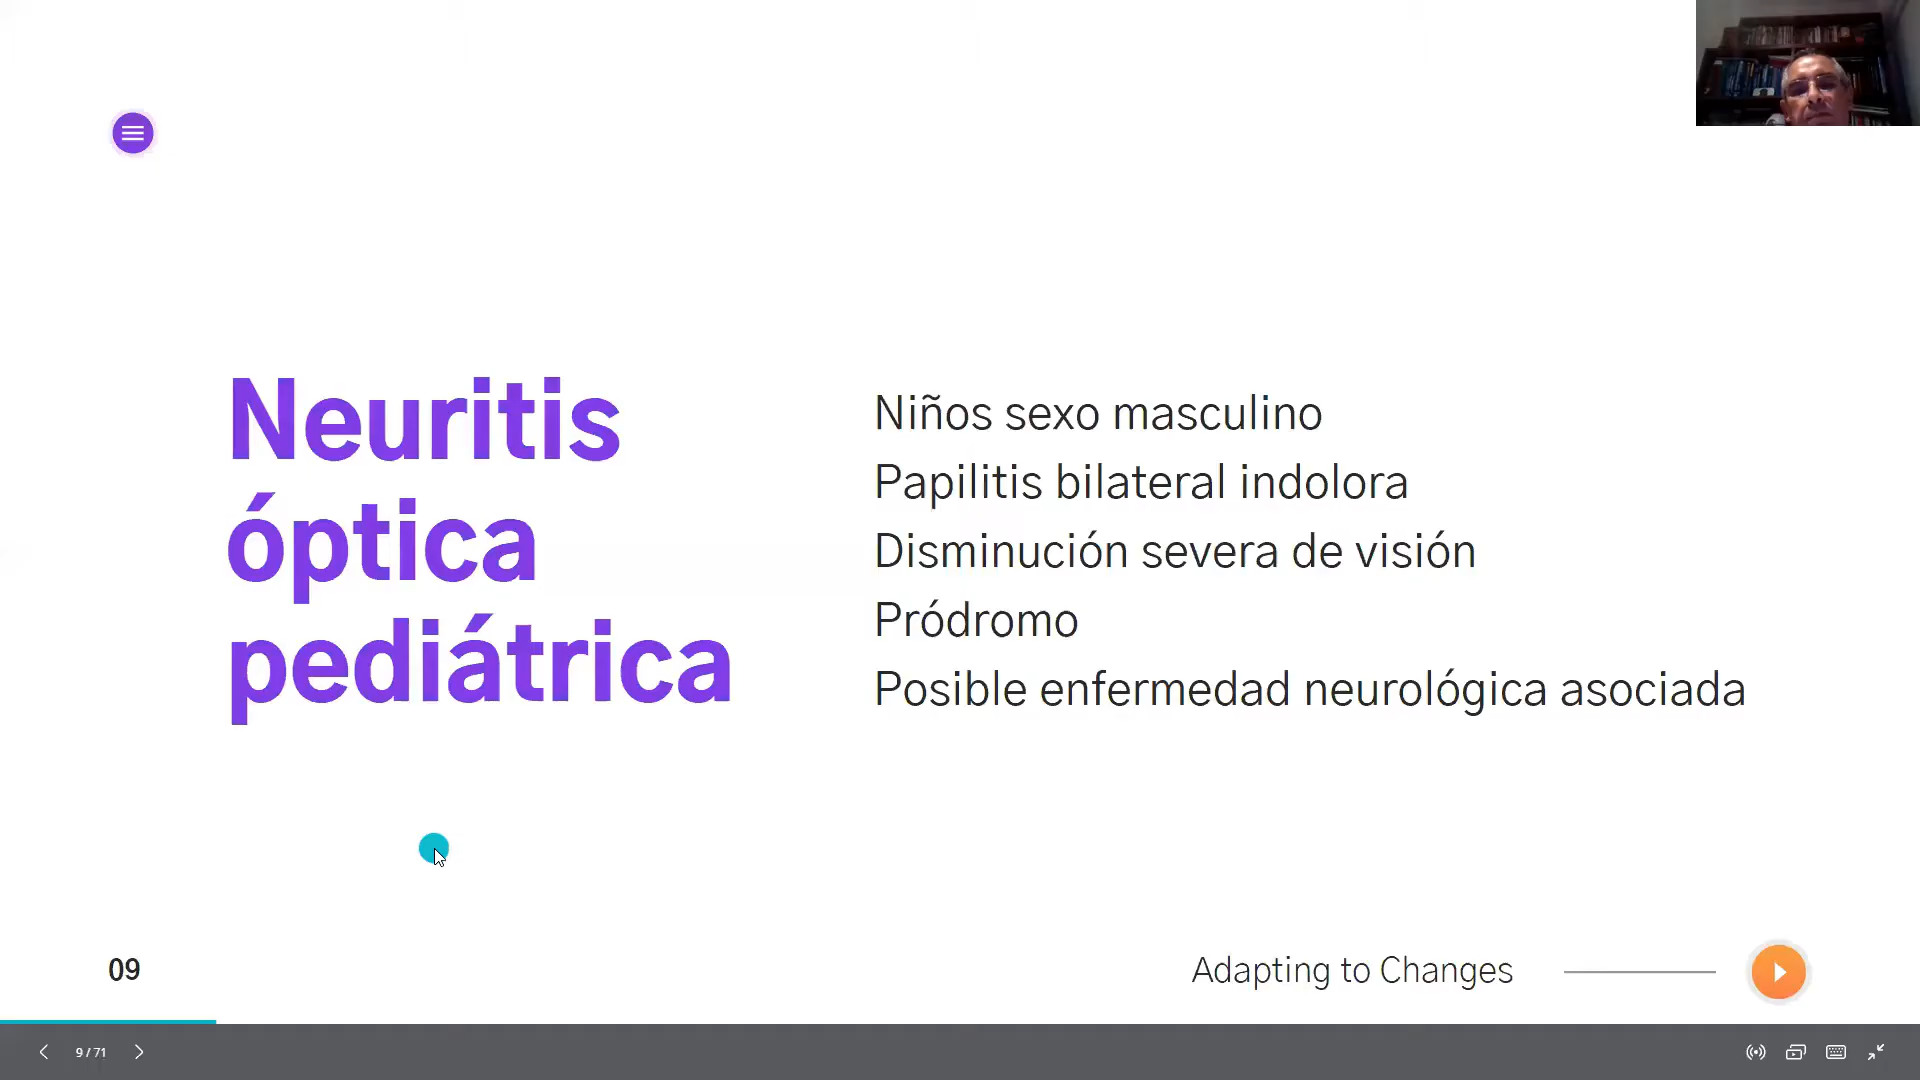 Neuritis
óptica
pediátrica
Niños sexo masculino
Papilitis bilateral indolora
Disminución severa de visión
Pródromo
Posible enfermedad neurológica asociada
09
Adapting to Changes
9 / 71